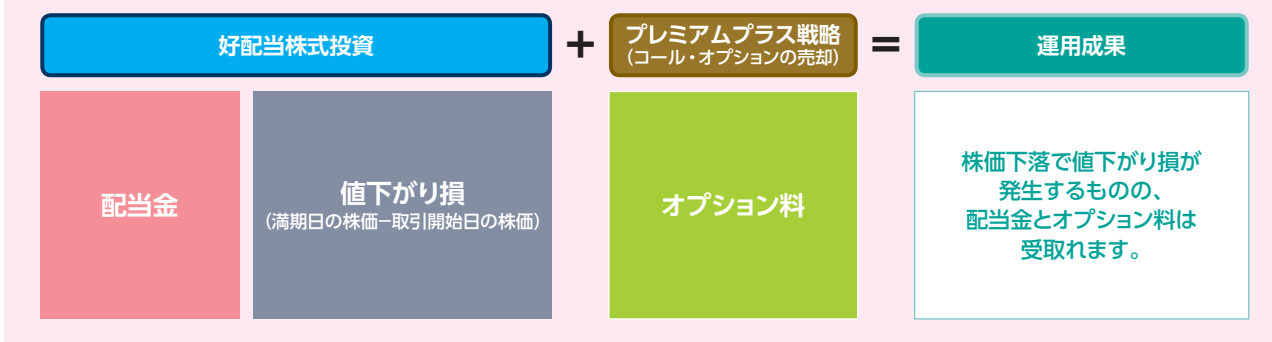 好配当株式投資
+
プレミアムプラス戦略
(コール・オプションの売却)
=
運用成果
配当金
値下がり損
(満期日の株価−取引開始日の株価)
オプション料
株価下落で値下がり損が
発生するものの、
配当金とオプション料は
受取れます。